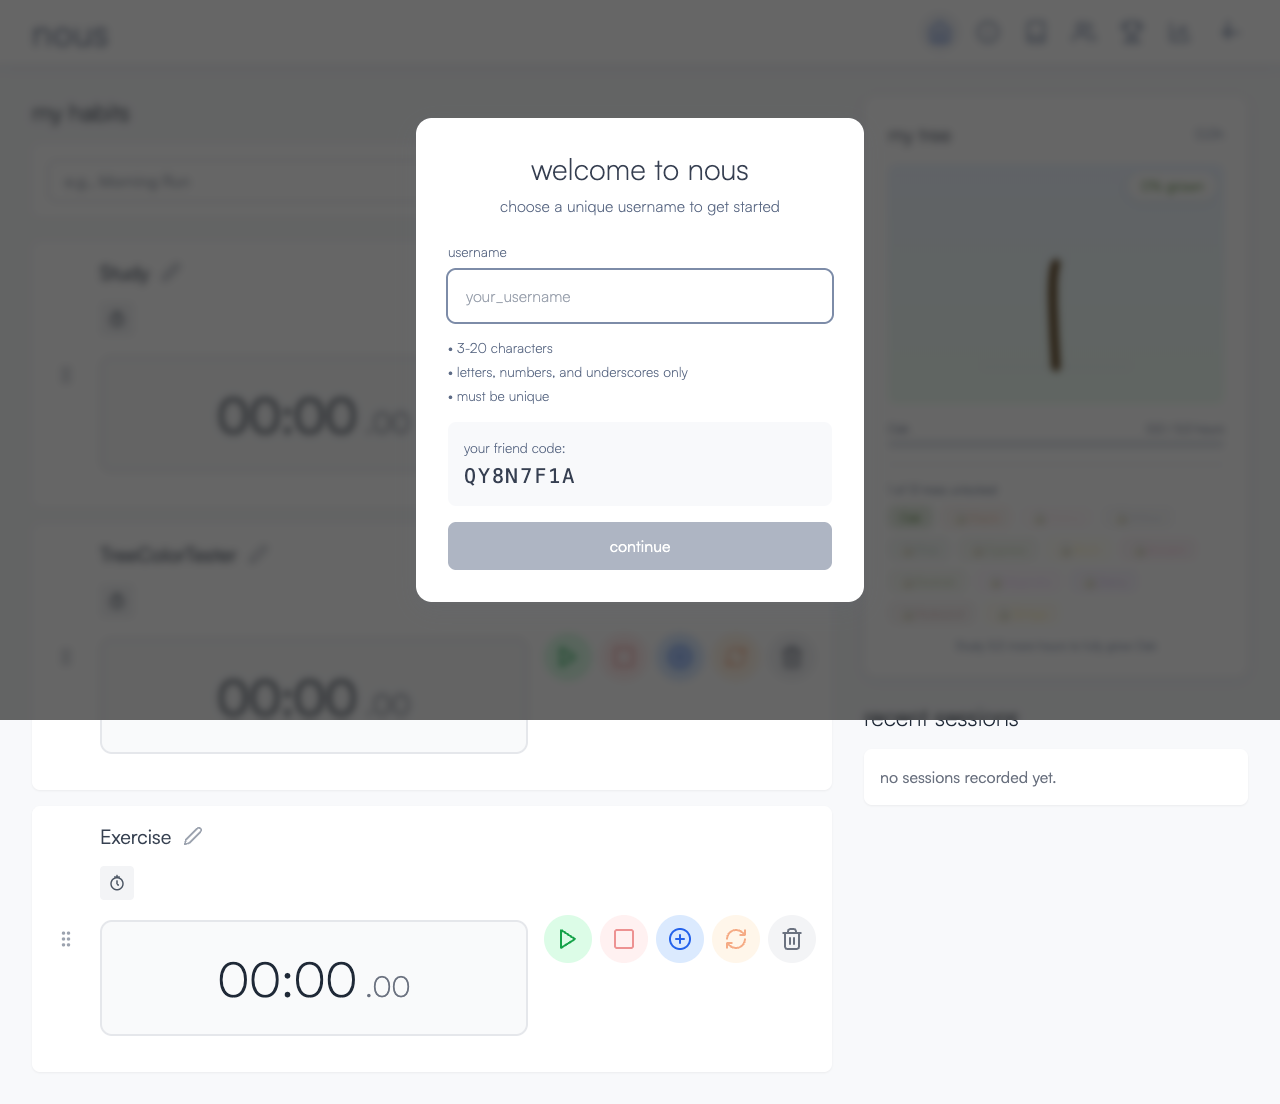 nous
my habits
e.g., Morning Run
my tree
welcome to nous
choose a unique username to get started
username
your_username
• 3-20 characters
• letters, numbers, and underscores only
• must be unique
your friend code:
QY8N7F1A
continue
Study
00:00 .00
TreeColorTester
00:00 .00
recent sessions
no sessions recorded yet.
Exercise
00:00 .00